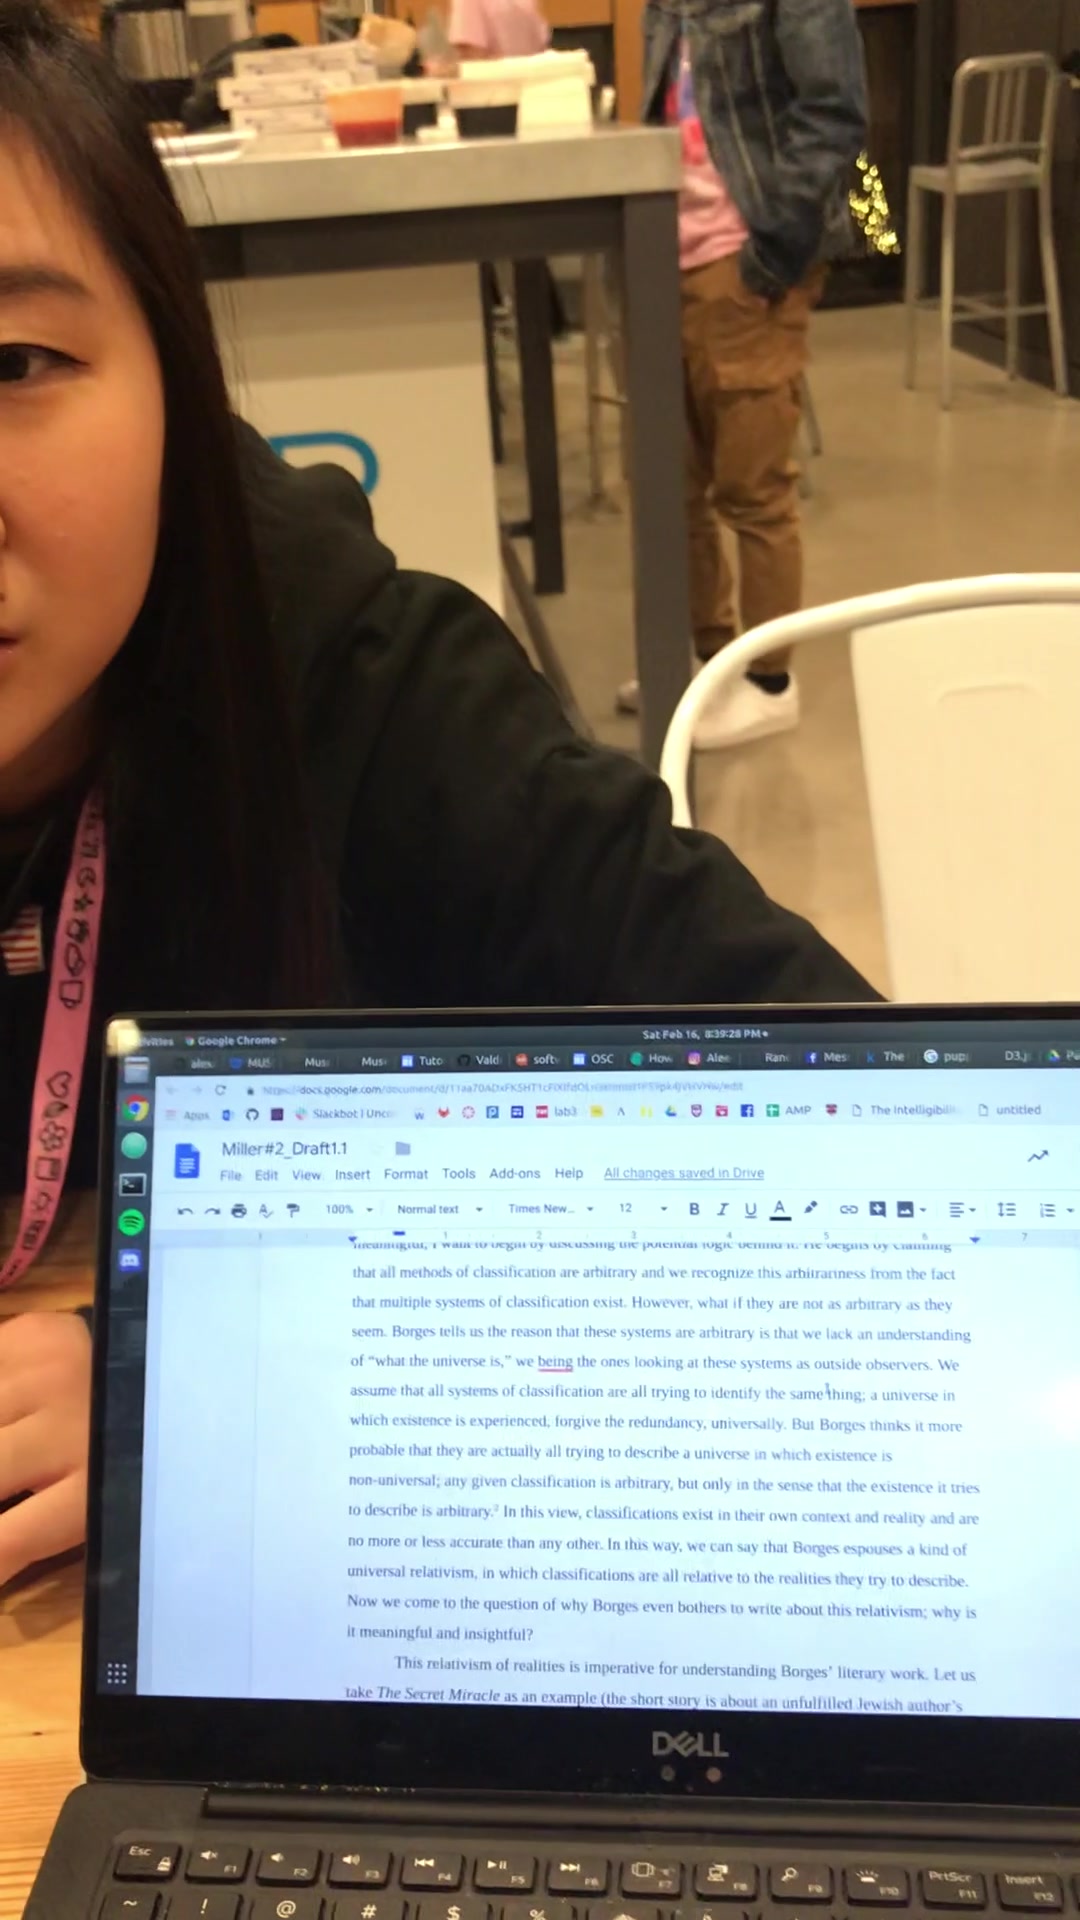 Google Chrome
Sat Feb 16, 8:39:28 PM
ales
Mus
Mus
Tuto
Vald
soft
OSC
How
Alee
Ran
Mes
The
pup
D3.j
Apps
Slackbot | Unc
lab3
AMP
The Intelligibili
untitled
Miller#2_Draft1.1
File Edit View Insert Format Tools Add-ons Help All changes saved in Drive
100% Normal text Times New... 12 B I U A
1 1 2 3 4 5 6 7
meaningful, I want to begin by discussing the potential logic behind it. He begins by claiming
that all methods of classification are arbitrary and we recognize this arbitrariness from the fact
that multiple systems of classification exist. However, what if they are not as arbitrary as they
seem. Borges tells us the reason that these systems are arbitrary is that we lack an understanding
of “what the universe is,” we being the ones looking at these systems as outside observers. We
assume that all systems of classification are all trying to identify the same thing; a universe in
which existence is experienced, forgive the redundancy, universally. But Borges thinks it more
probable that they are actually all trying to describe a universe in which existence is
non-universal; any given classification is arbitrary, but only in the sense that the existence it tries
to describe is arbitrary.² In this view, classifications exist in their own context and reality and are
no more or less accurate than any other. In this way, we can say that Borges espouses a kind of
universal relativism, in which classifications are all relative to the realities they try to describe.
Now we come to the question of why Borges even bothers to write about this relativism; why is
it meaningful and insightful?
This relativism of realities is imperative for understanding Borges’ literary work. Let us
take The Secret Miracle as an example (the short story is about an unfulfilled Jewish author’s
DELL
Esc F1 F2 F3 F4 F5 F6 F7 F8 F9 F10 PrtScr F11 Insert F12
~ ! @ # $ %